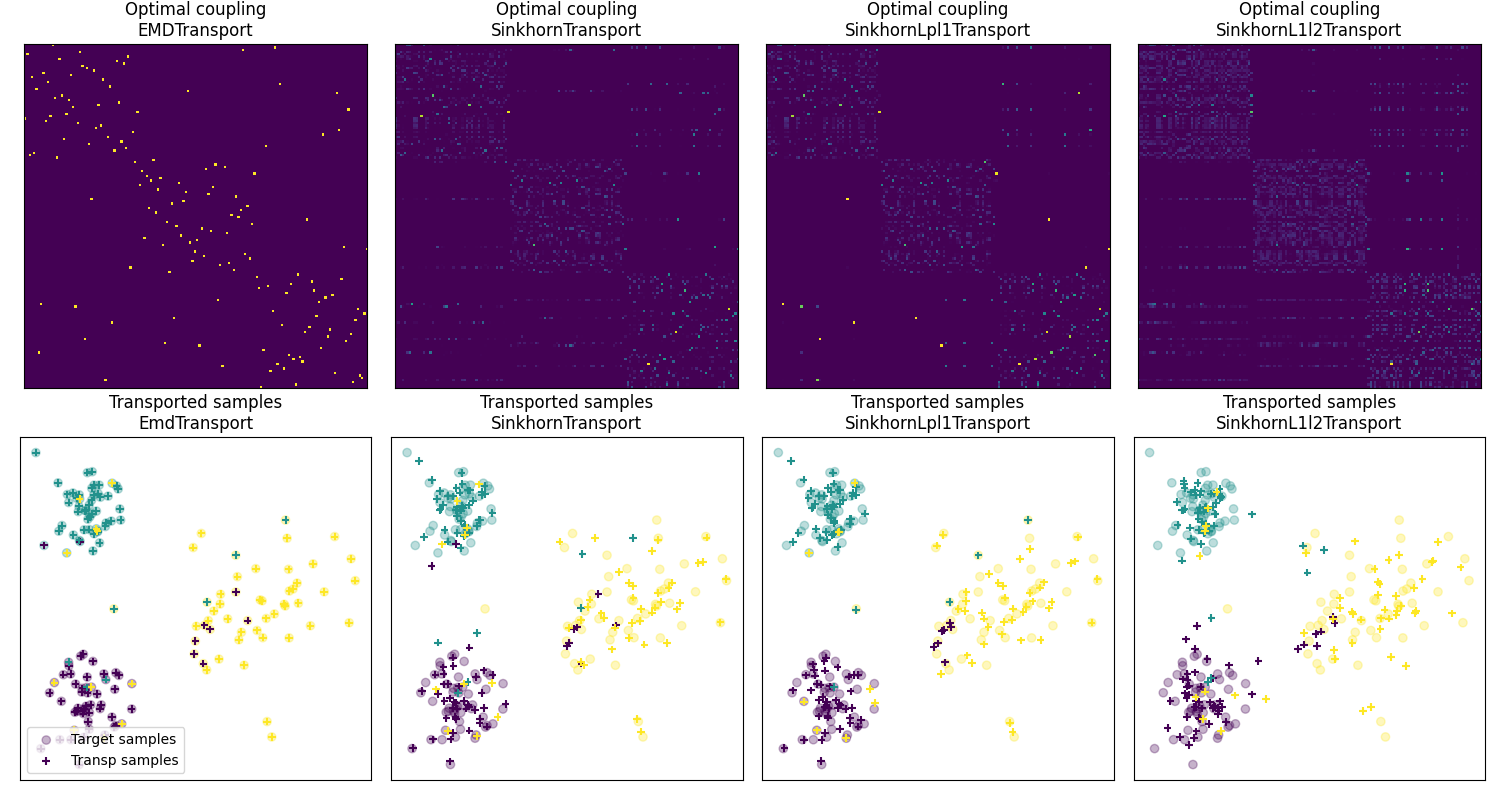 Optimal coupling
EMDTransport
Optimal coupling
SinkhornTransport
Optimal coupling
SinkhornLpl1Transport
Optimal coupling
SinkhornL1l2Transport
Transported samples
EmdTransport
Transported samples
SinkhornTransport
Transported samples
SinkhornLpl1Transport
Transported samples
SinkhornL1l2Transport
Target samples
Transp samples